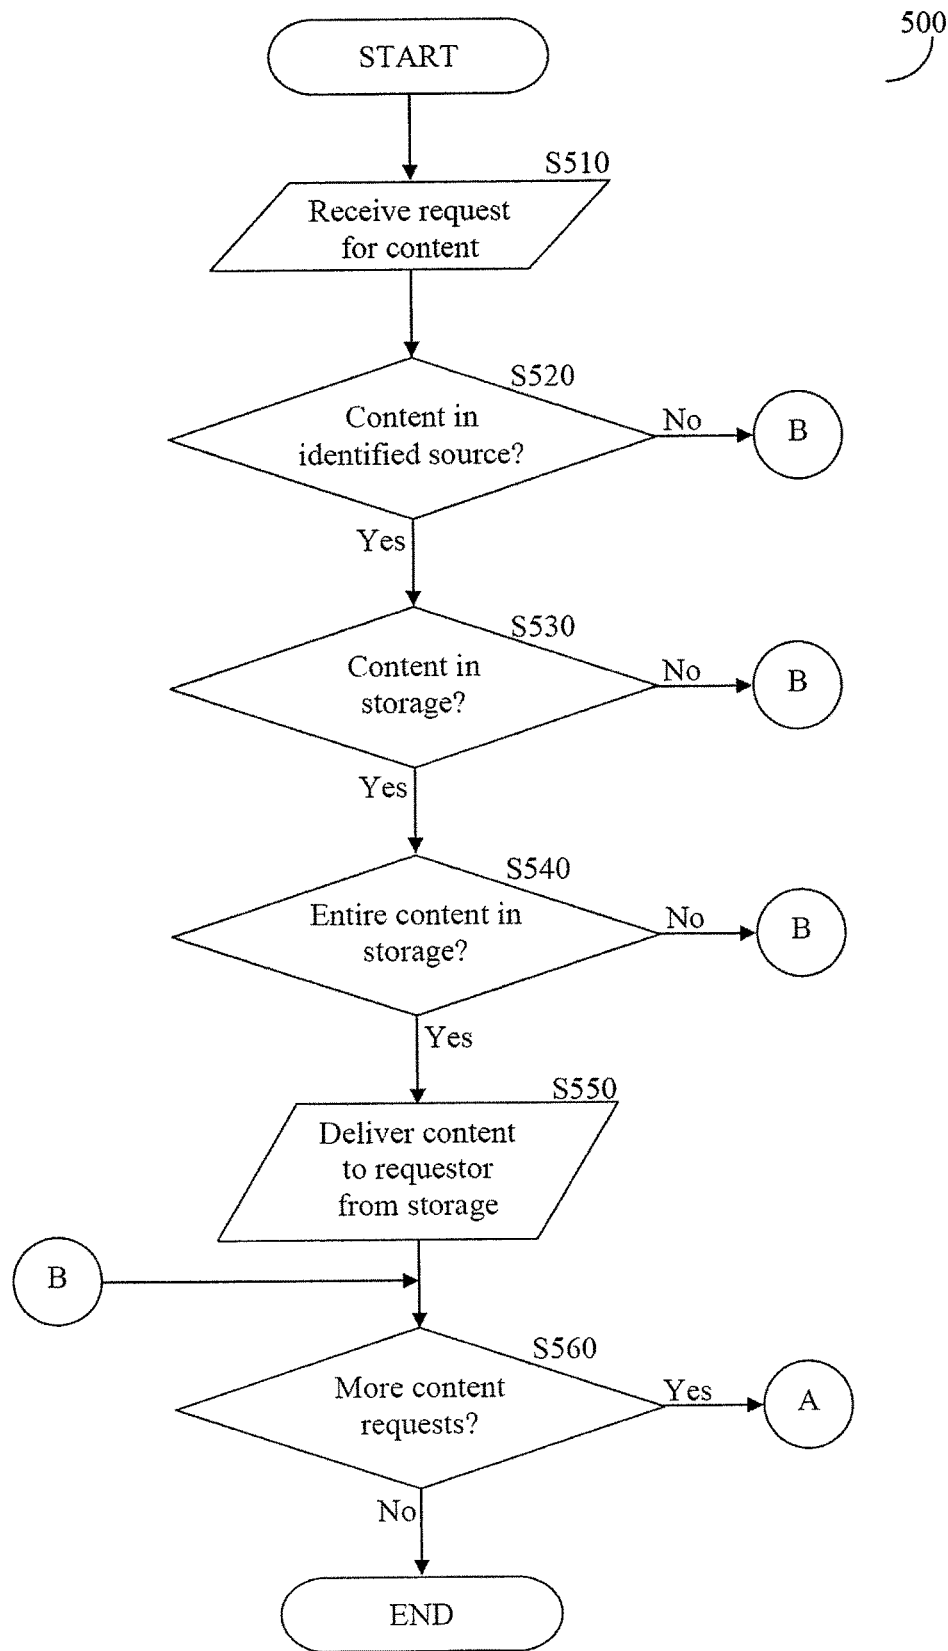 500
START
S510
Receive request
for content
S520
Content in
identified source?
No
B
Yes
S530
Content in
storage?
No
B
Yes
S540
Entire content in
storage?
No
B
Yes
S550
Deliver content
to requestor
from storage
B
S560
More content
requests?
Yes
A
No
END